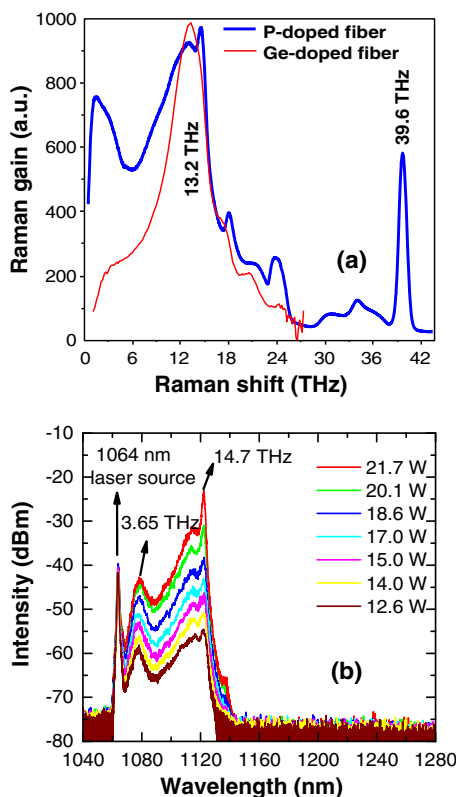 1000
800
600
400
200
0
Raman gain (a.u.)
P-doped fiber
Ge-doped fiber
13.2 THz
39.6 THz
(a)
0 6 12 18 24 30 36 42
Raman shift (THz)
-10
-20
-30
-40
-50
-60
-70
-80
Intensity (dBm)
1064 nm
laser source
3.65 THz
14.7 THz
21.7 W
20.1 W
18.6 W
17.0 W
15.0 W
14.0 W
12.6 W
(b)
1040 1080 1120 1160 1200 1240 1280
Wavelength (nm)